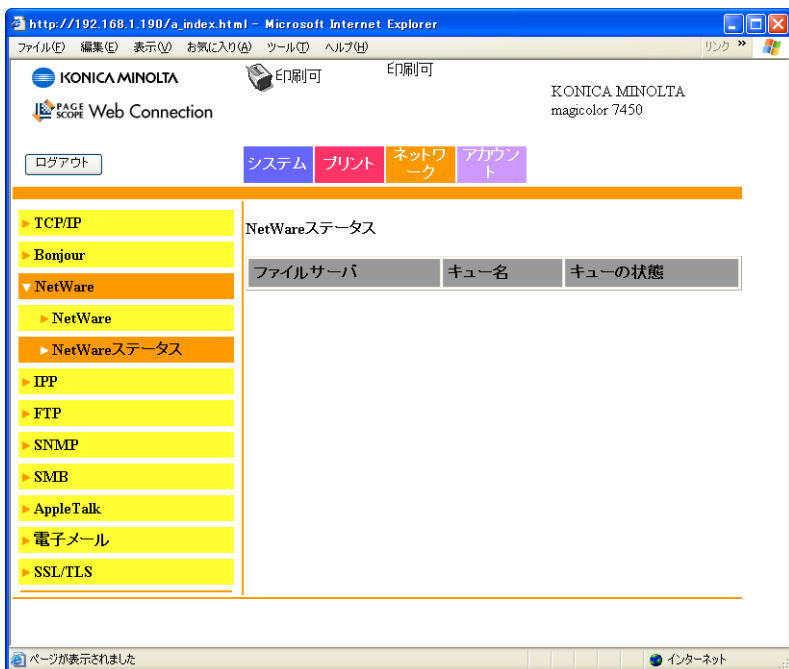 http://192.168.1.190/a_index.html - Microsoft Internet Explorer
ファイル(F) 編集(E) 表示(V) お気に入り(A) ツール(T) ヘルプ(H) リンク »
KONICA MINOLTA
印刷可
印刷可
KONICA MINOLTA
magicolor 7450
PAGE SCOPE Web Connection
ログアウト
システム
プリント
ネットワ
ーク
アカウン
ト
TCP/IP
Bonjour
NetWare
NetWare
NetWareステータス
IPP
FTP
SNMP
SMB
AppleTalk
電子メール
SSL/TLS
NetWareステータス
ファイルサーバ キュー名 キューの状態
ページが表示されました インターネット